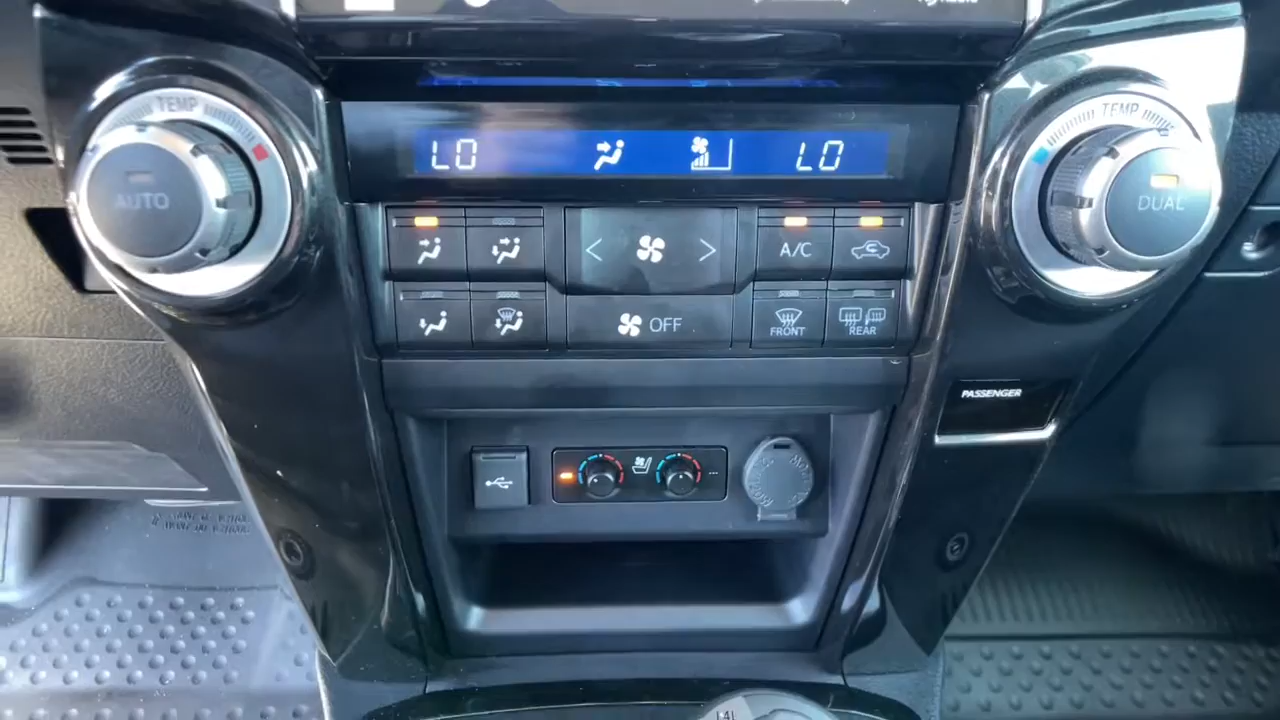 TEMP
AUTO
LO
LO
TEMP
DUAL
A/C
OFF
FRONT
REAR
PASSENGER